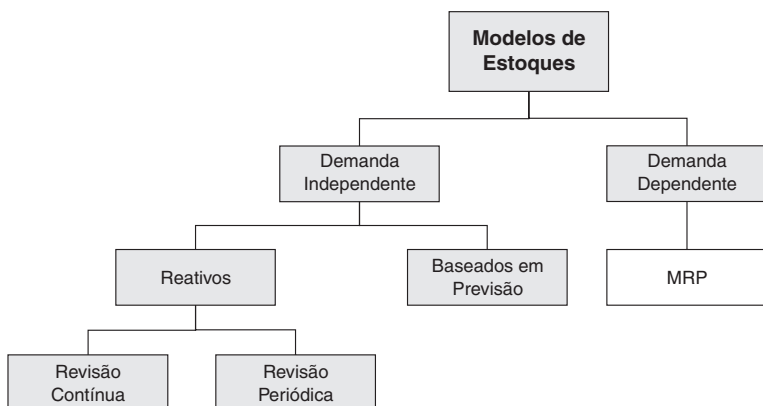 Modelos de
Estoques
Demanda
Independente
Demanda
Dependente
Reativos
Baseados em
Previsão
MRP
Revisão
Contínua
Revisão
Periódica